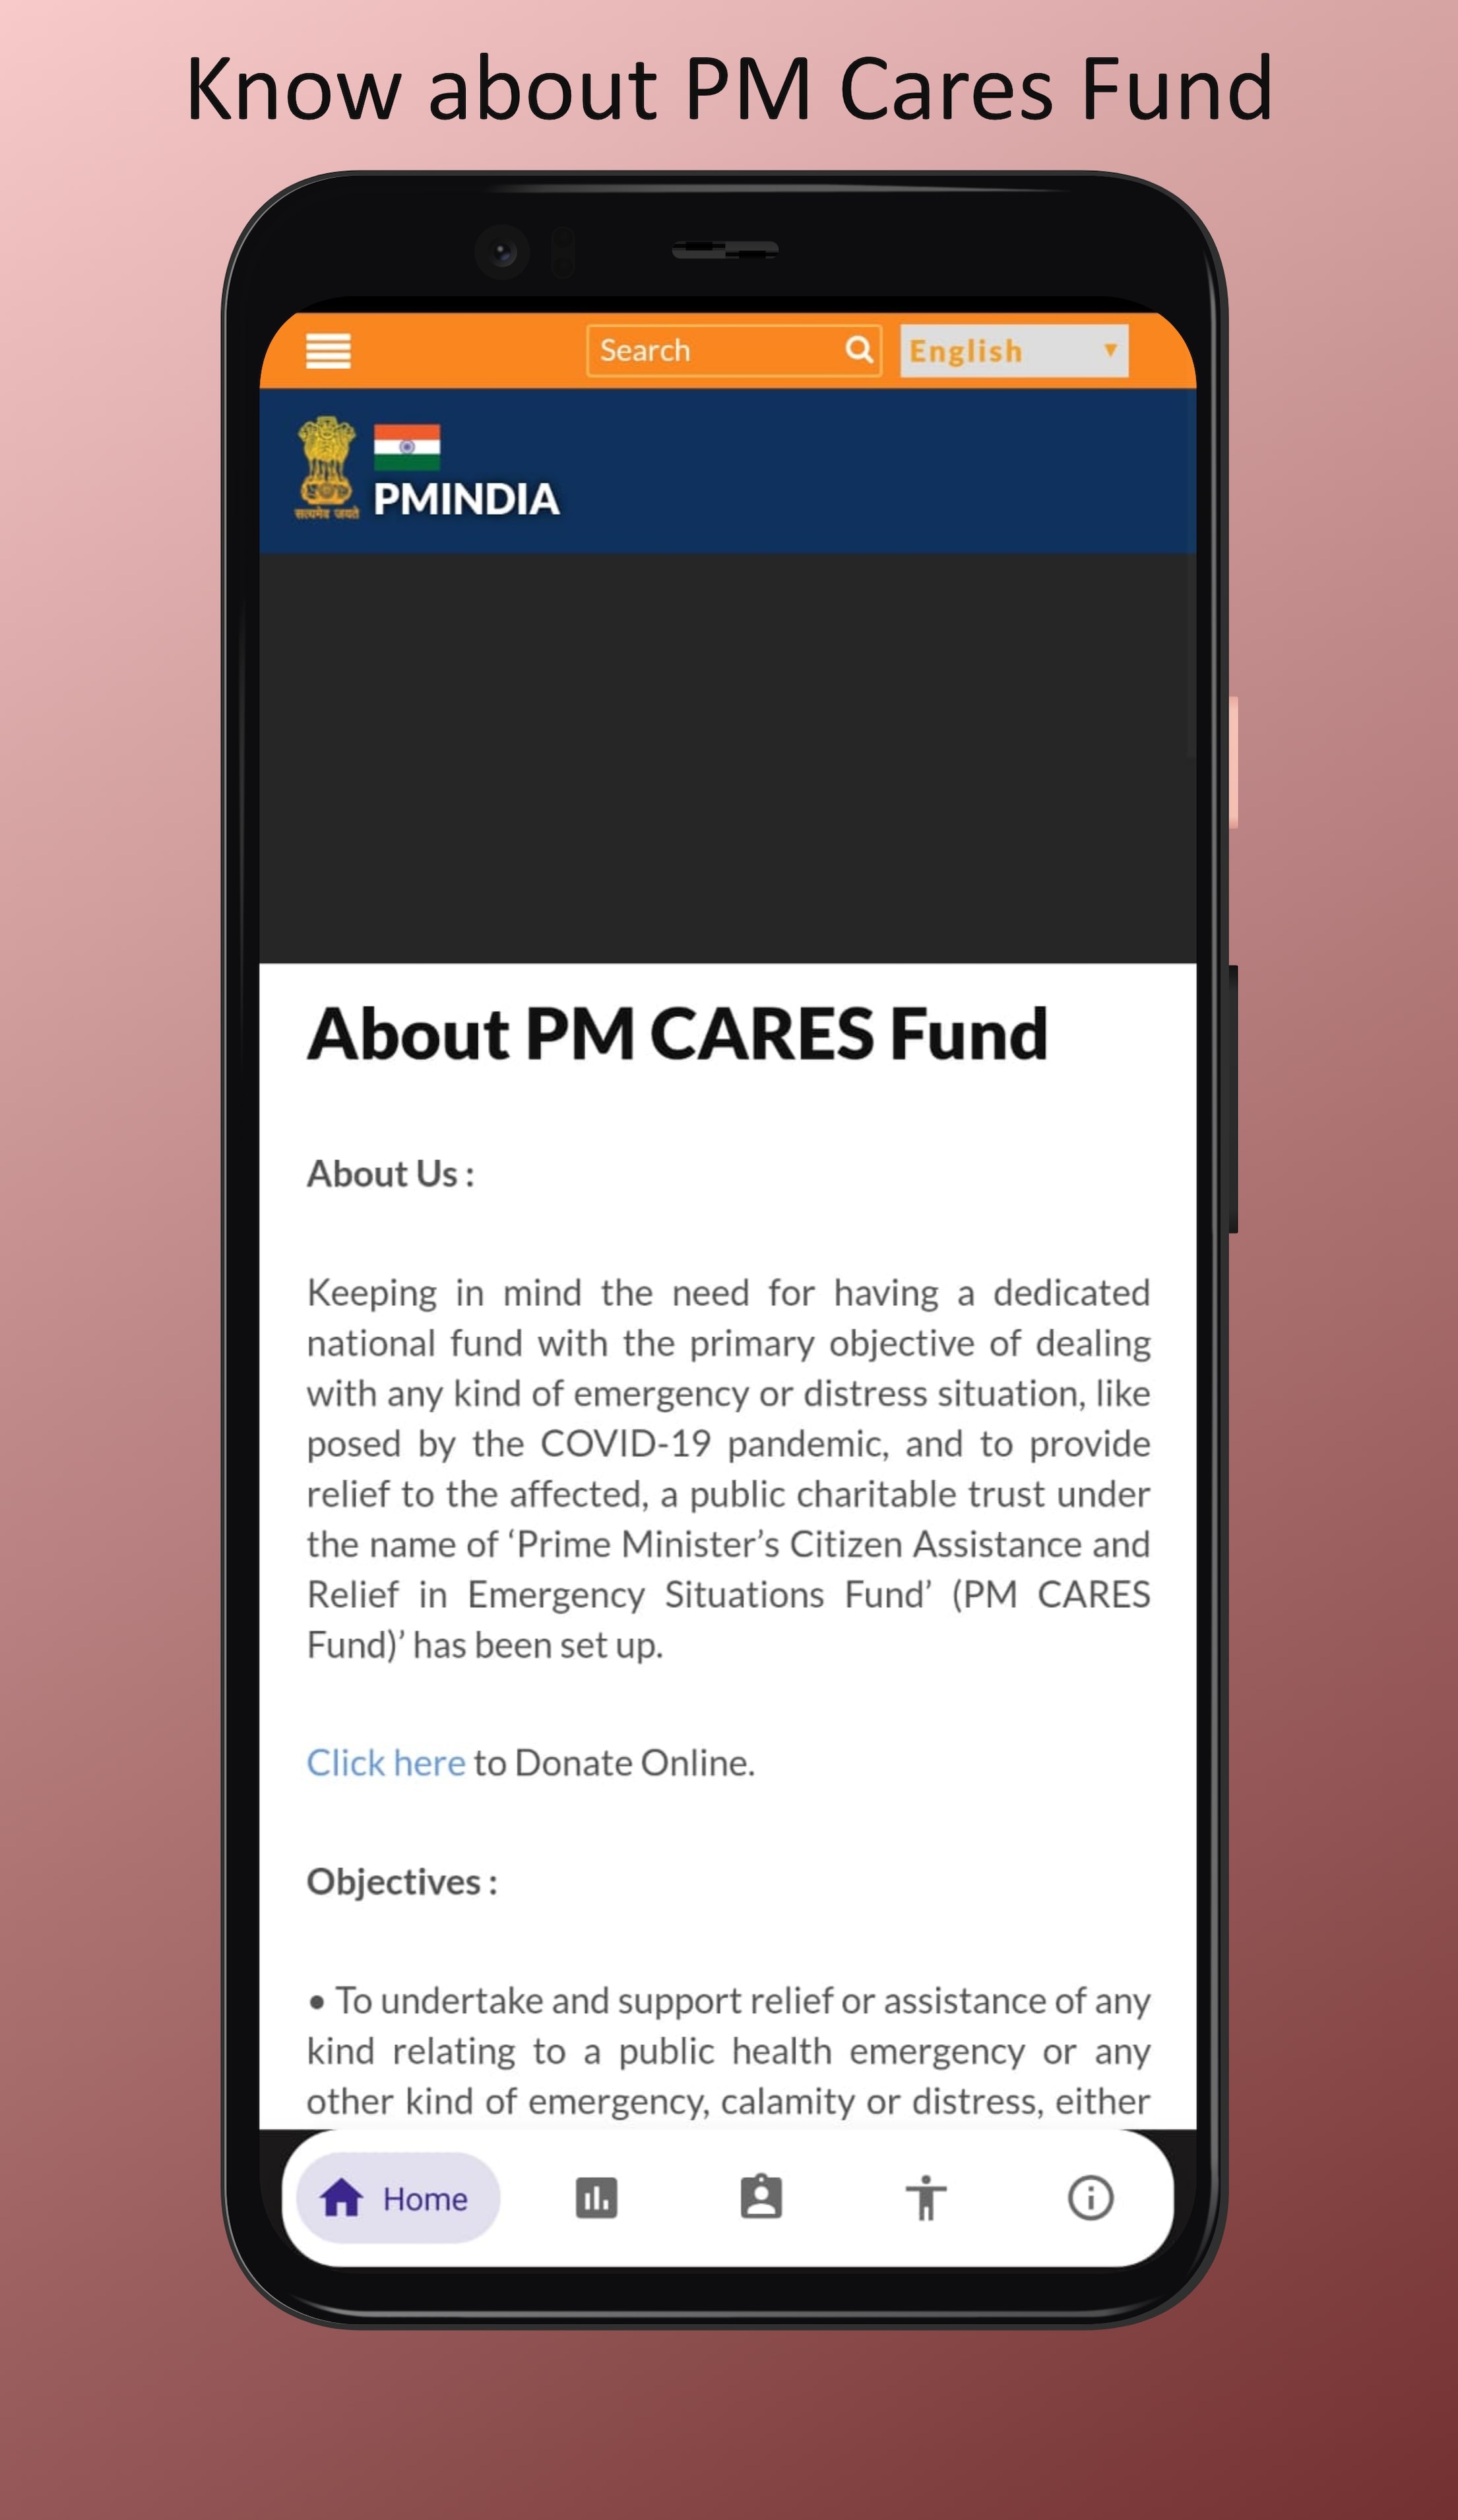 Know about PM Cares Fund
Search
English
सत्यमेव जयते
PMINDIA
About PM CARES Fund
About Us :
Keeping in mind the need for having a dedicated
national fund with the primary objective of dealing
with any kind of emergency or distress situation, like
posed by the COVID-19 pandemic, and to provide
relief to the affected, a public charitable trust under
the name of ‘Prime Minister’s Citizen Assistance and
Relief in Emergency Situations Fund’ (PM CARES
Fund)’ has been set up.
Click here to Donate Online.
Objectives :
• To undertake and support relief or assistance of any
kind relating to a public health emergency or any
other kind of emergency, calamity or distress, either
Home